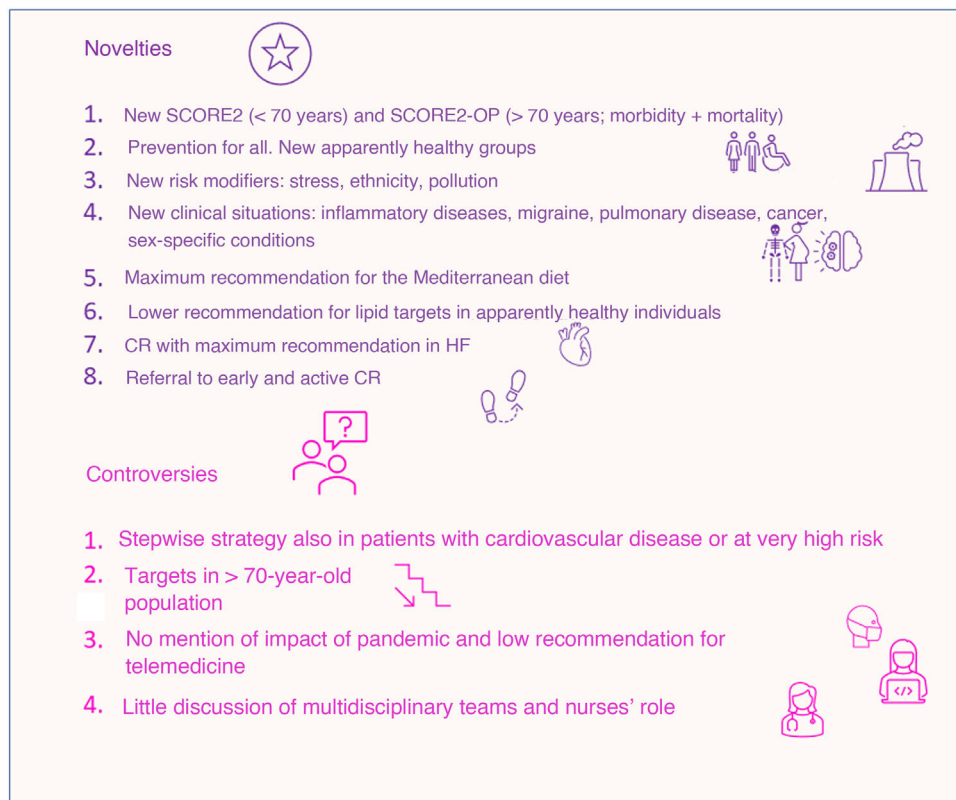 Novelties
1. New SCORE2 (< 70 years) and SCORE2-OP (> 70 years; morbidity + mortality)
2. Prevention for all. New apparently healthy groups
3. New risk modifiers: stress, ethnicity, pollution
4. New clinical situations: inflammatory diseases, migraine, pulmonary disease, cancer,
sex-specific conditions
5. Maximum recommendation for the Mediterranean diet
6. Lower recommendation for lipid targets in apparently healthy individuals
7. CR with maximum recommendation in HF
8. Referral to early and active CR
?
Controversies
1. Stepwise strategy also in patients with cardiovascular disease or at very high risk
2. Targets in > 70-year-old
population
3. No mention of impact of pandemic and low recommendation for
telemedicine
</>
4. Little discussion of multidisciplinary teams and nurses’ role